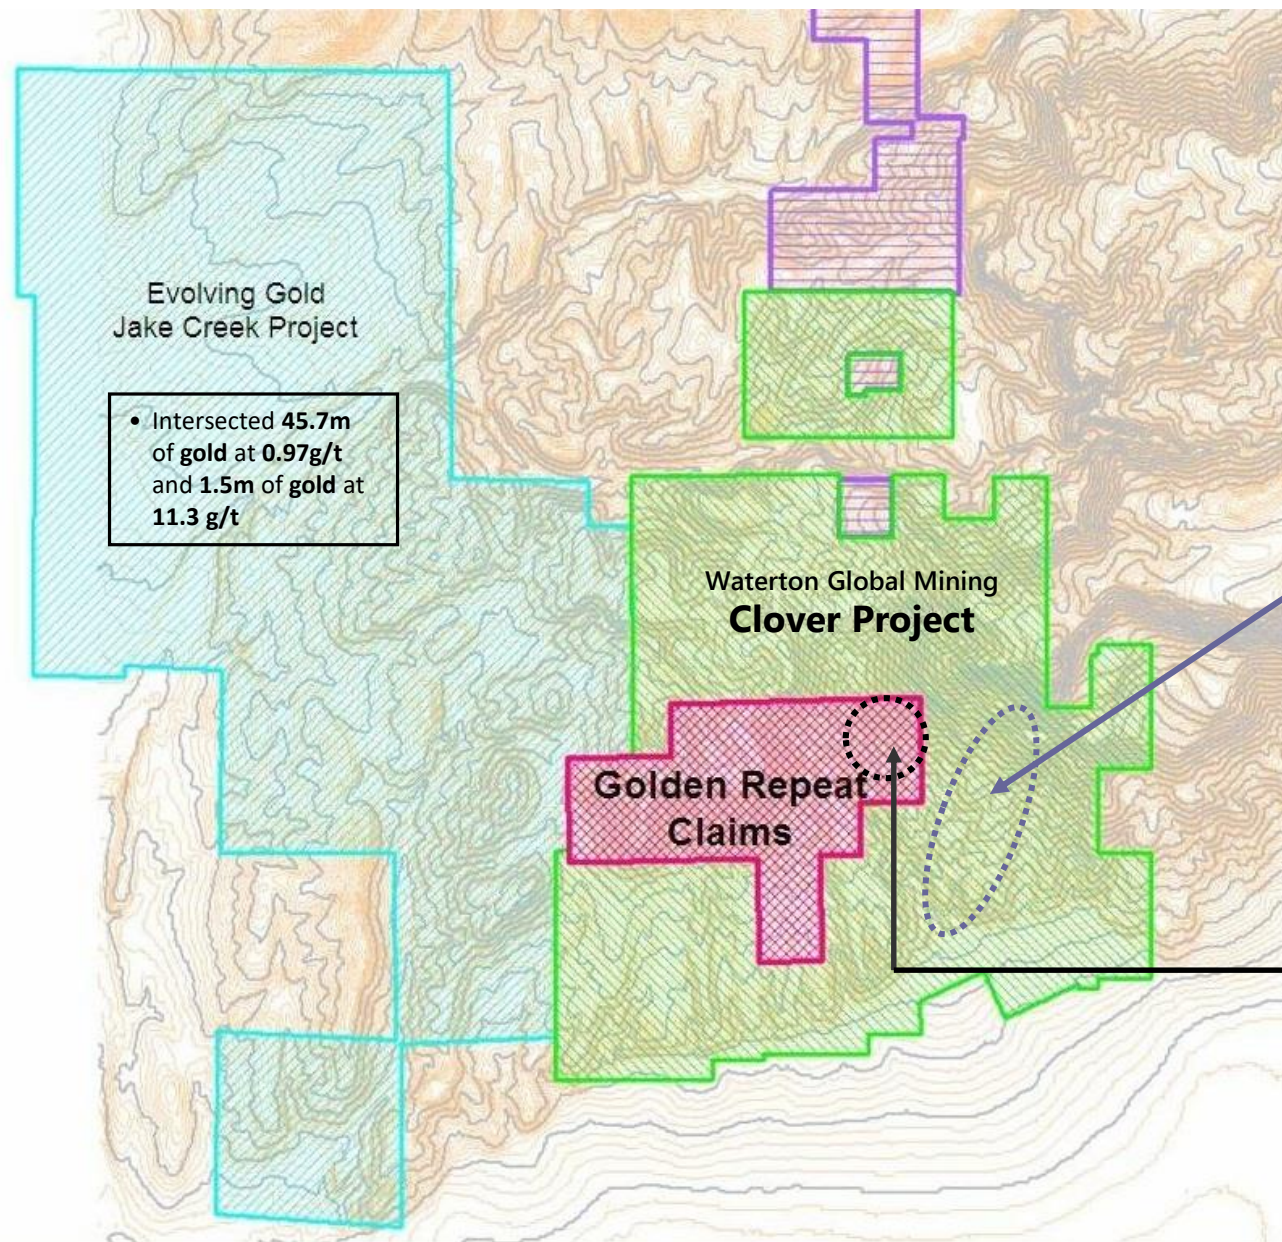 Evolving Gold
Jake Creek Project
• Intersected 45.7m
of gold at 0.97g/t
and 1.5m of gold at
11.3 g/t
Waterton Global Mining
Clover Project
Golden Repeat
Claims